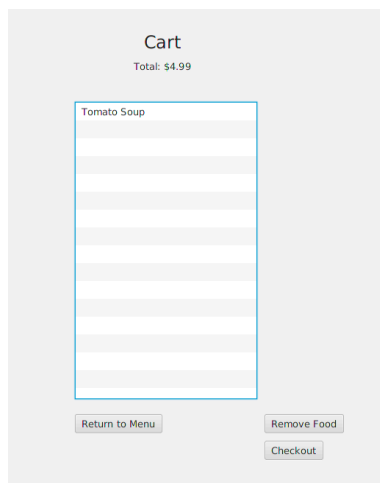 Cart
Total: $4.99
Tomato Soup
Return to Menu
Remove Food
Checkout